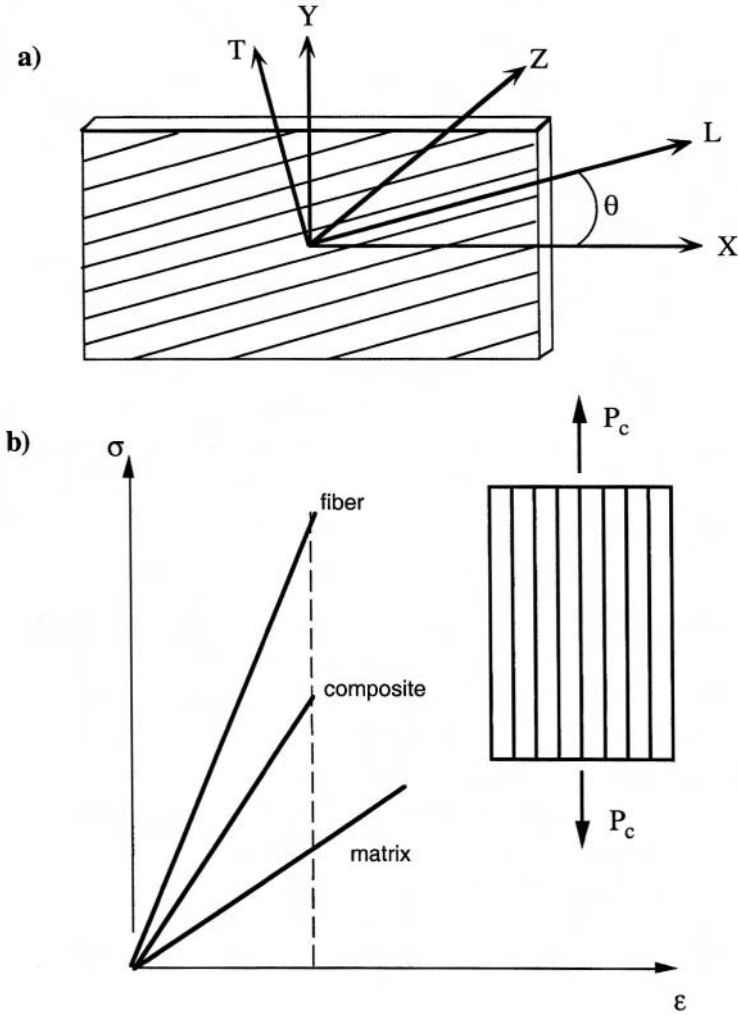 a)
T
Y
Z
L
θ
X
b)
σ
fiber
composite
matrix
ε
P_c
P_c